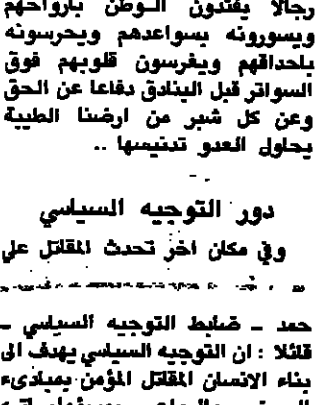 رجالا يفتدون الوطن بارواحهم
ويسورونه بسواعدهم ويحرسونه
باحداقهم ويغرسون قلوبهم فوق
السواتر قبل البنادق دفاعا عن الحق
وعن كل شبر من ارضنا الطيبة
يحاول العدو تدنيسها ..
دور التوجيه السياسي
وفي مكان اخر تحدث المقاتل علي
حمد ـ ضابط التوجيه السياسي ـ
قائلا : ان التوجيه السياسي يهدف الى
بناء الانسان المقاتل المؤمن بمبادىء